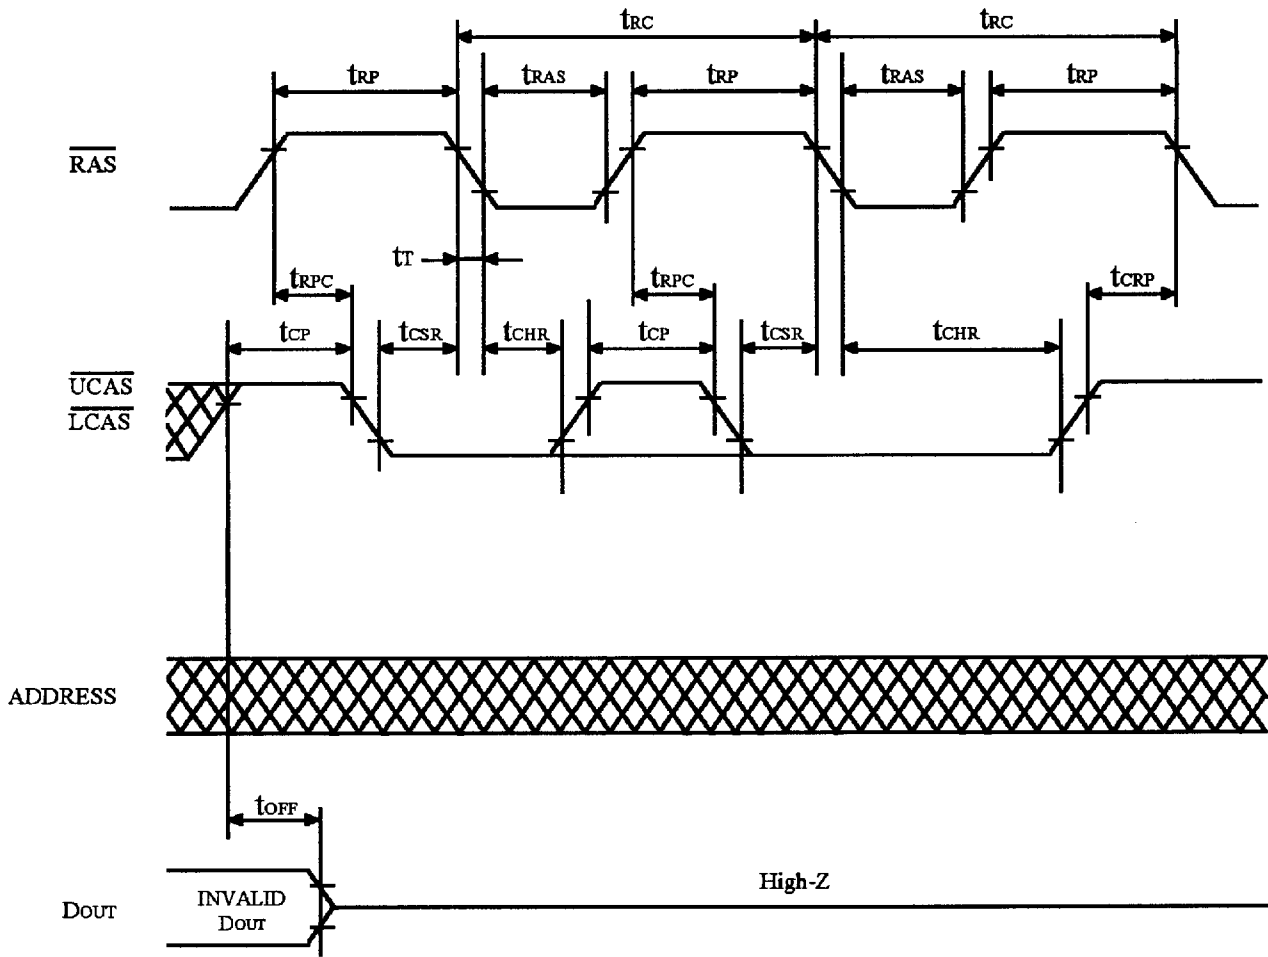 tRC tRC
tRP tRAS tRP tRAS tRP
RAS
tT
tRPC tRPC tCRP
tCP tCSR tCHR tCP tCSR tCHR
UCAS
LCAS
ADDRESS
tOFF
High-Z
INVALID
DOUT
DOUT